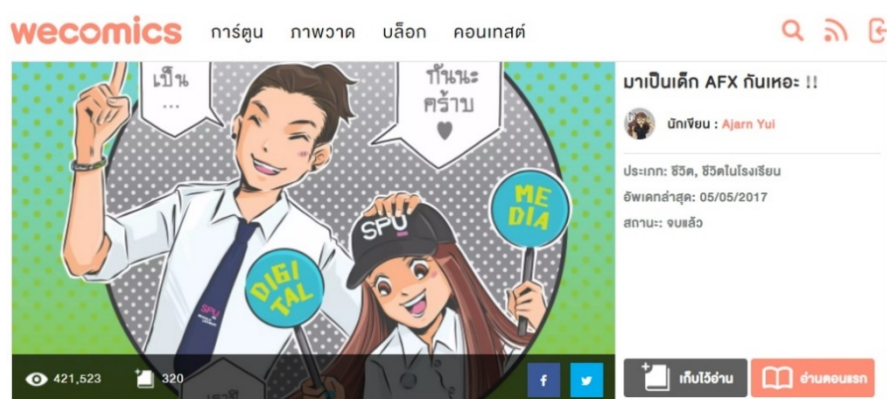 wecomics การ์ตูน ภาพวาด บล็อก คอนเทสต์
เป็น
...
กันนะ
คร้าบ
♥
SPU
ME
DIA
DIGI
TAL
SPU
421,523 320
มาเป็นเด็ก AFX กันเหอะ !!
นักเขียน : Ajarn Yui
ประเภท: ชีวิต, ชีวิตในโรงเรียน
อัพเดทล่าสุด: 05/05/2017
สถานะ: จบแล้ว
เก็บไว้อ่าน อ่านตอนแรก